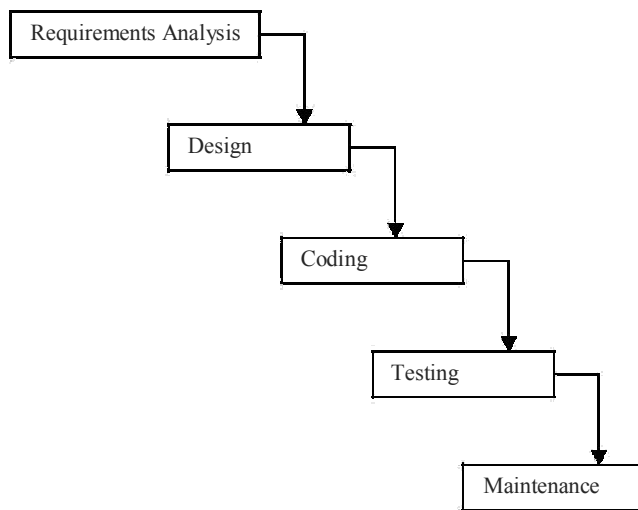 Requirements Analysis
Design
Coding
Testing
Maintenance